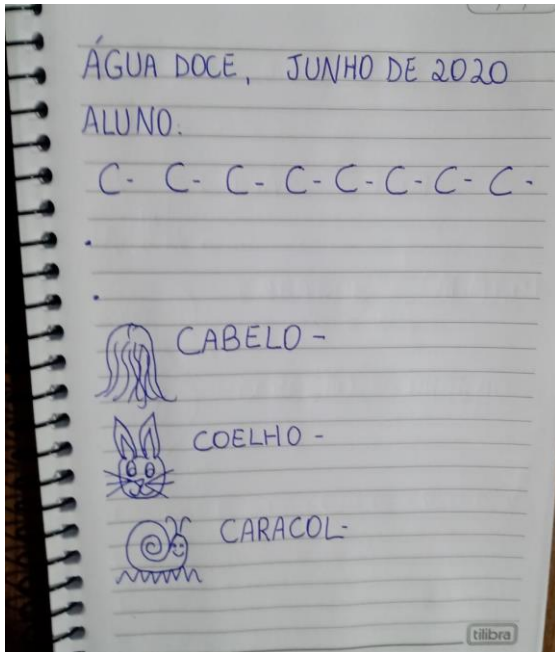 ÁGUA DOCE, JUNHO DE 2020
ALUNO.
C- C- C- C- C- C- C- C-
.
.
CABELO -
COELHO -
CARACOL-
tilibra